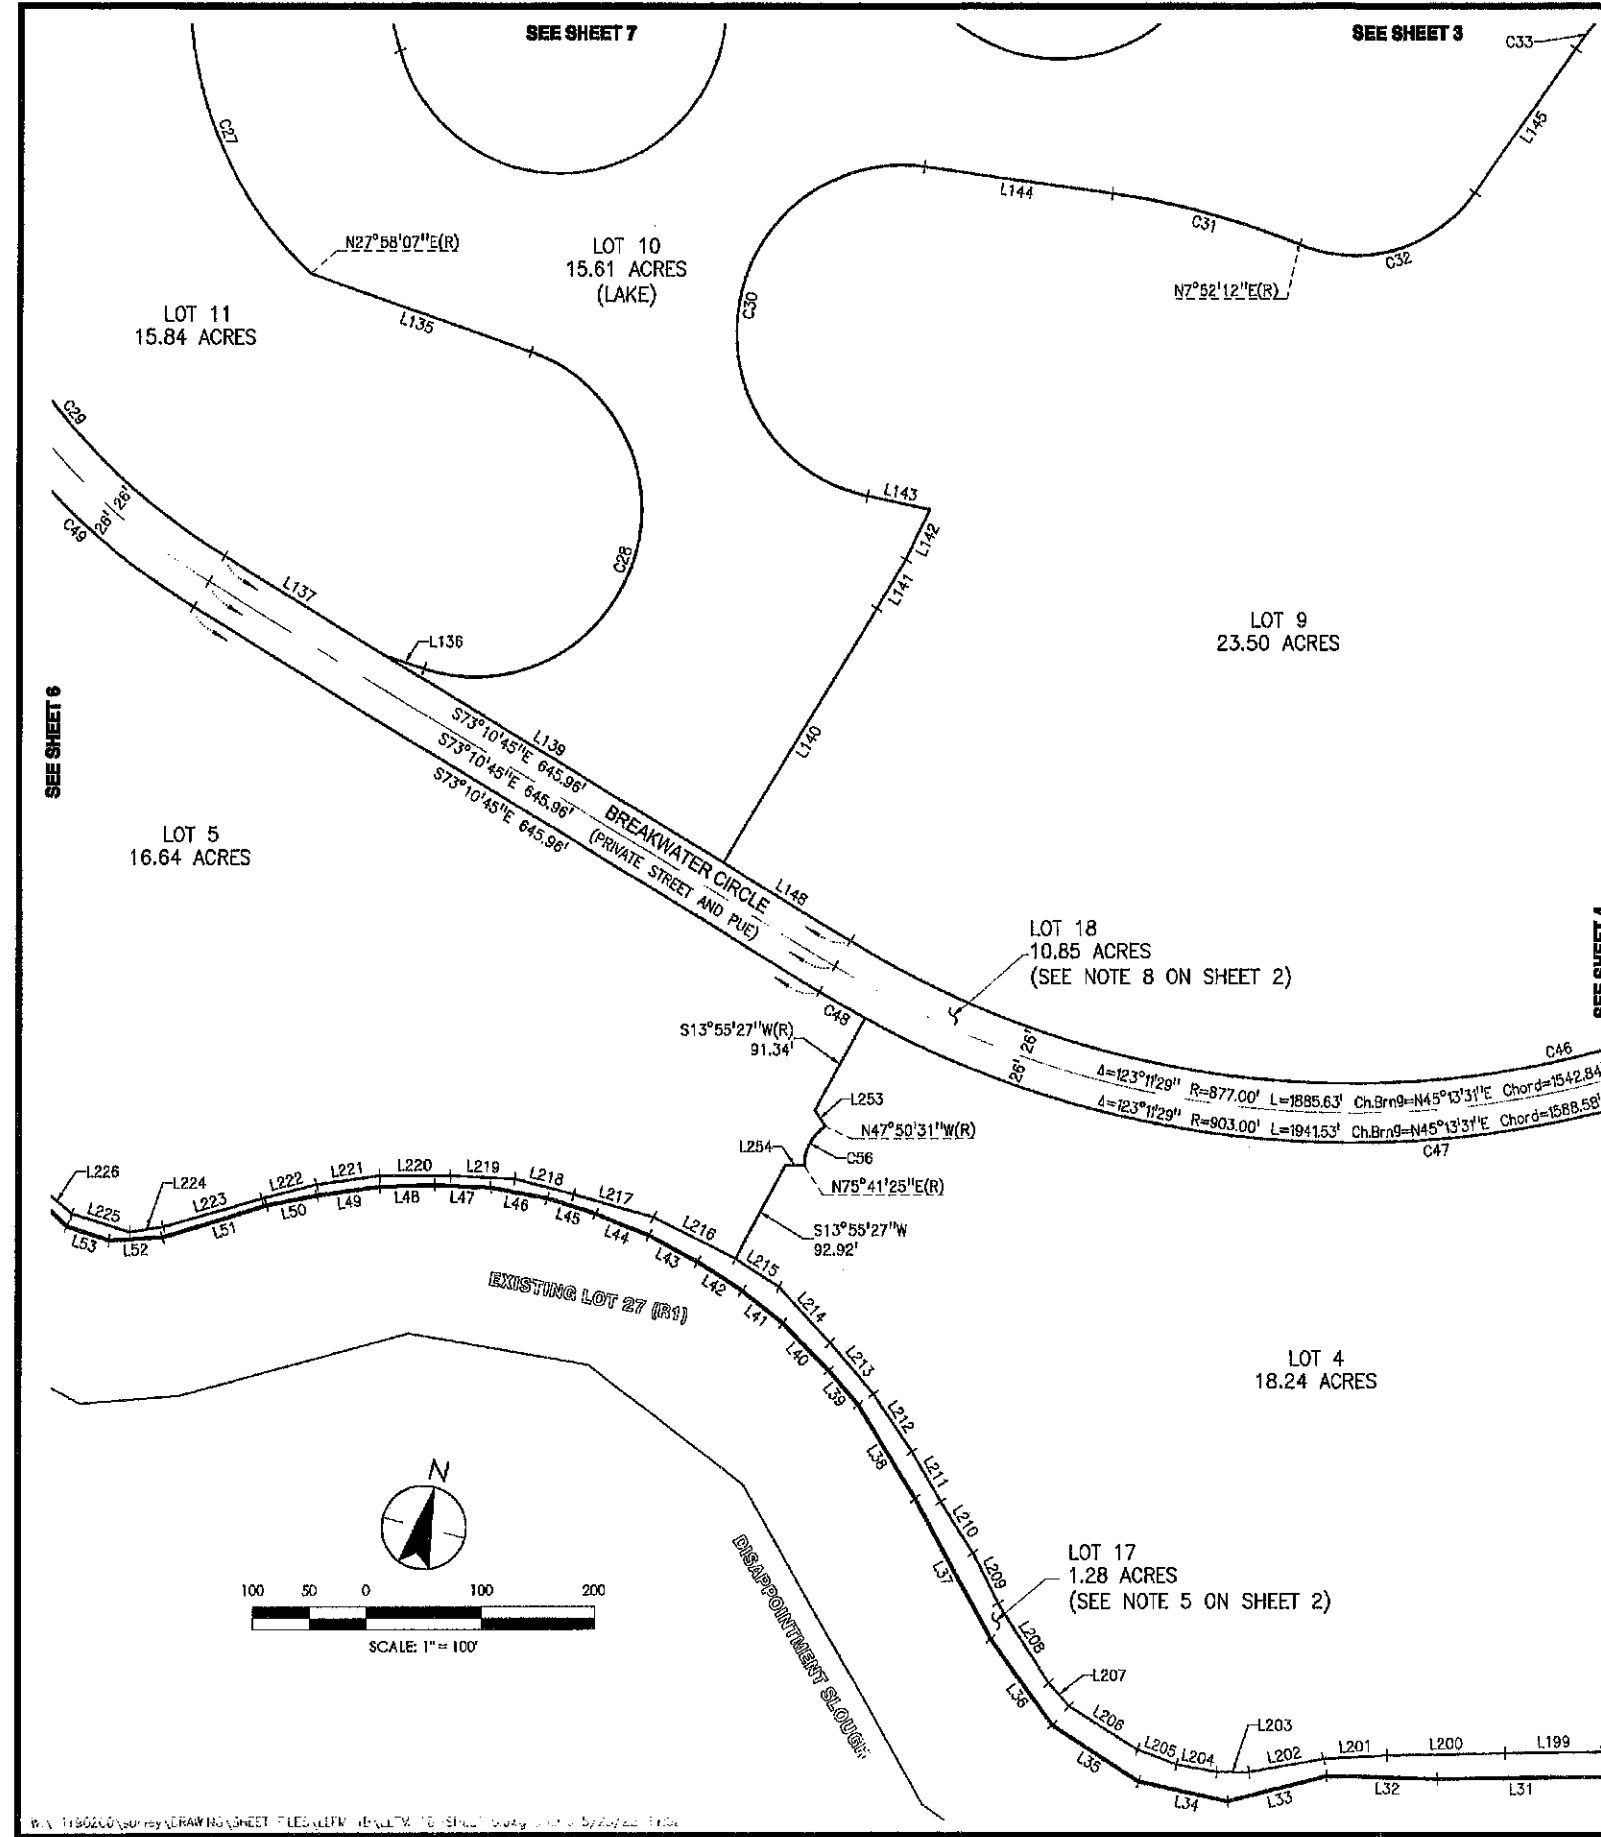 SEE SHEET 7
SEE SHEET 3
C33
L145
C27
L144
C31
C32
N27°58'07"E(R)
LOT 10
15.61 ACRES
(LAKE)
N7°52'12"E(R)
C30
LOT 11
15.84 ACRES
L135
C29
L143
L142
26'
26'
C49
C28
L141
L137
LOT 9
23.50 ACRES
L136
SEE SHEET 6
L139
L140
S73°10'45"E 645.96'
S73°10'45"E 645.96'
S73°10'45"E 645.96'
BREAKWATER CIRCLE
(PRIVATE STREET AND PUE)
LOT 5
16.64 ACRES
L148
LOT 18
10.85 ACRES
(SEE NOTE 8 ON SHEET 2)
SEE SHEET 4
C48
S13°55'27"W(R)
91.34'
26'
26'
C46
Δ=123°11'29" R=877.00' L=1885.63' Ch.Brng=N45°13'31"E Chord=1542.84'
Δ=123°11'29" R=903.00' L=1941.53' Ch.Brng=N45°13'31"E Chord=1588.58'
C47
L253
N47°50'31"W(R)
L254
C56
N75°41'25"E(R)
S13°55'27"W
92.92'
L226
L225
L224
L223
L222
L221
L220
L219
L218
L217
L216
L215
L214
L213
L212
L211
L210
L209
L208
L207
L206
L205
L204
L203
L202
L201
L200
L199
L53
L52
L51
L50
L49
L48
L47
L46
L45
L44
L43
L42
L41
L40
L39
L38
L37
L36
L35
L34
L33
L32
L31
EXISTING LOT 27 (R1)
LOT 4
18.24 ACRES
N
100 50 0 100 200
SCALE: 1" = 100'
DISAPPOINTMENT SLOUGH
LOT 17
1.28 ACRES
(SEE NOTE 5 ON SHEET 2)